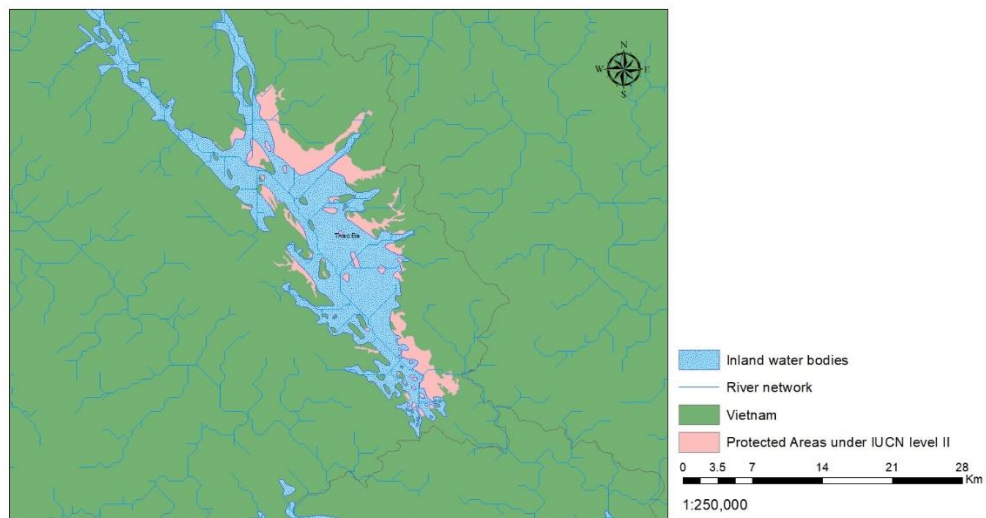 N
W E
S
Thac Ba
Inland water bodies
River network
Vietnam
Protected Areas under IUCN level II
0 3.5 7 14 21 28
Km
1:250,000